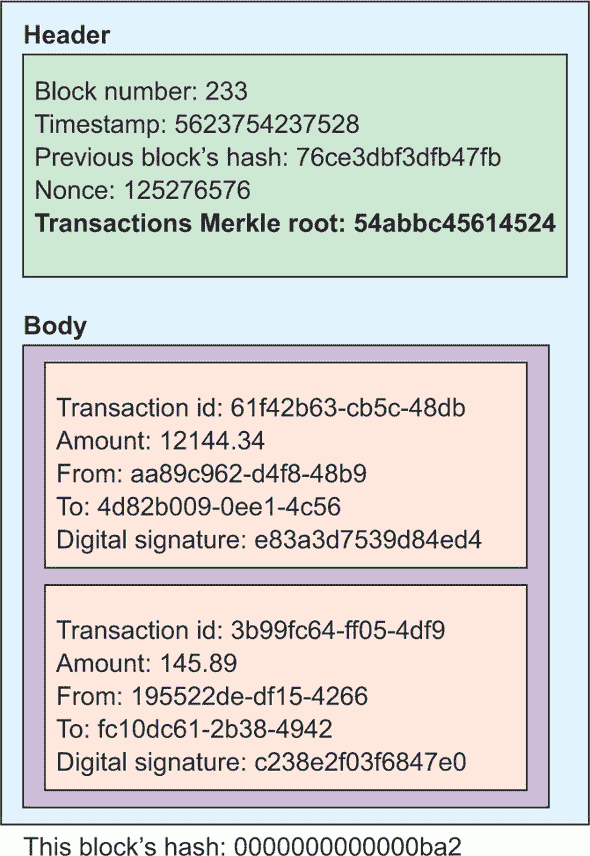 Header
Block number: 233
Timestamp: 5623754237528
Previous block's hash: 76ce3dbf3dfb47fb
Nonce: 125276576
Transactions Merkle root: 54abbc45614524
Body
Transaction id: 61f42b63-cb5c-48db
Amount: 12144.34
From: aa89c962-d4f8-48b9
To: 4d82b009-0ee1-4c56
Digital signature: e83a3d7539d84ed4
Transaction id: 3b99fc64-ff05-4df9
Amount: 145.89
From: 195522de-df15-4266
To: fc10dc61-2b38-4942
Digital signature: c238e2f03f6847e0
This block's hash: 0000000000000ba2